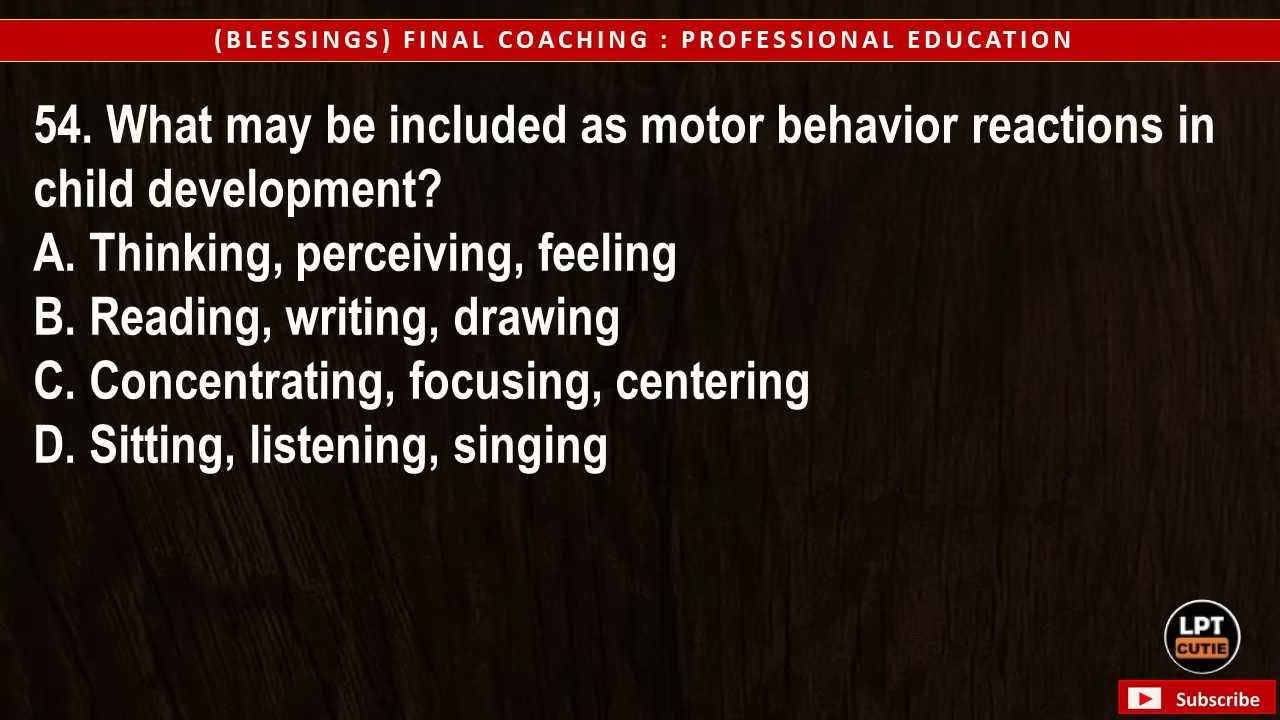 (BLESSINGS) FINAL COACHING : PROFESSIONAL EDUCATION
54. What may be included as motor behavior reactions in
child development?
A. Thinking, perceiving, feeling
B. Reading, writing, drawing
C. Concentrating, focusing, centering
D. Sitting, listening, singing
LPT
CUTIE
Subscribe